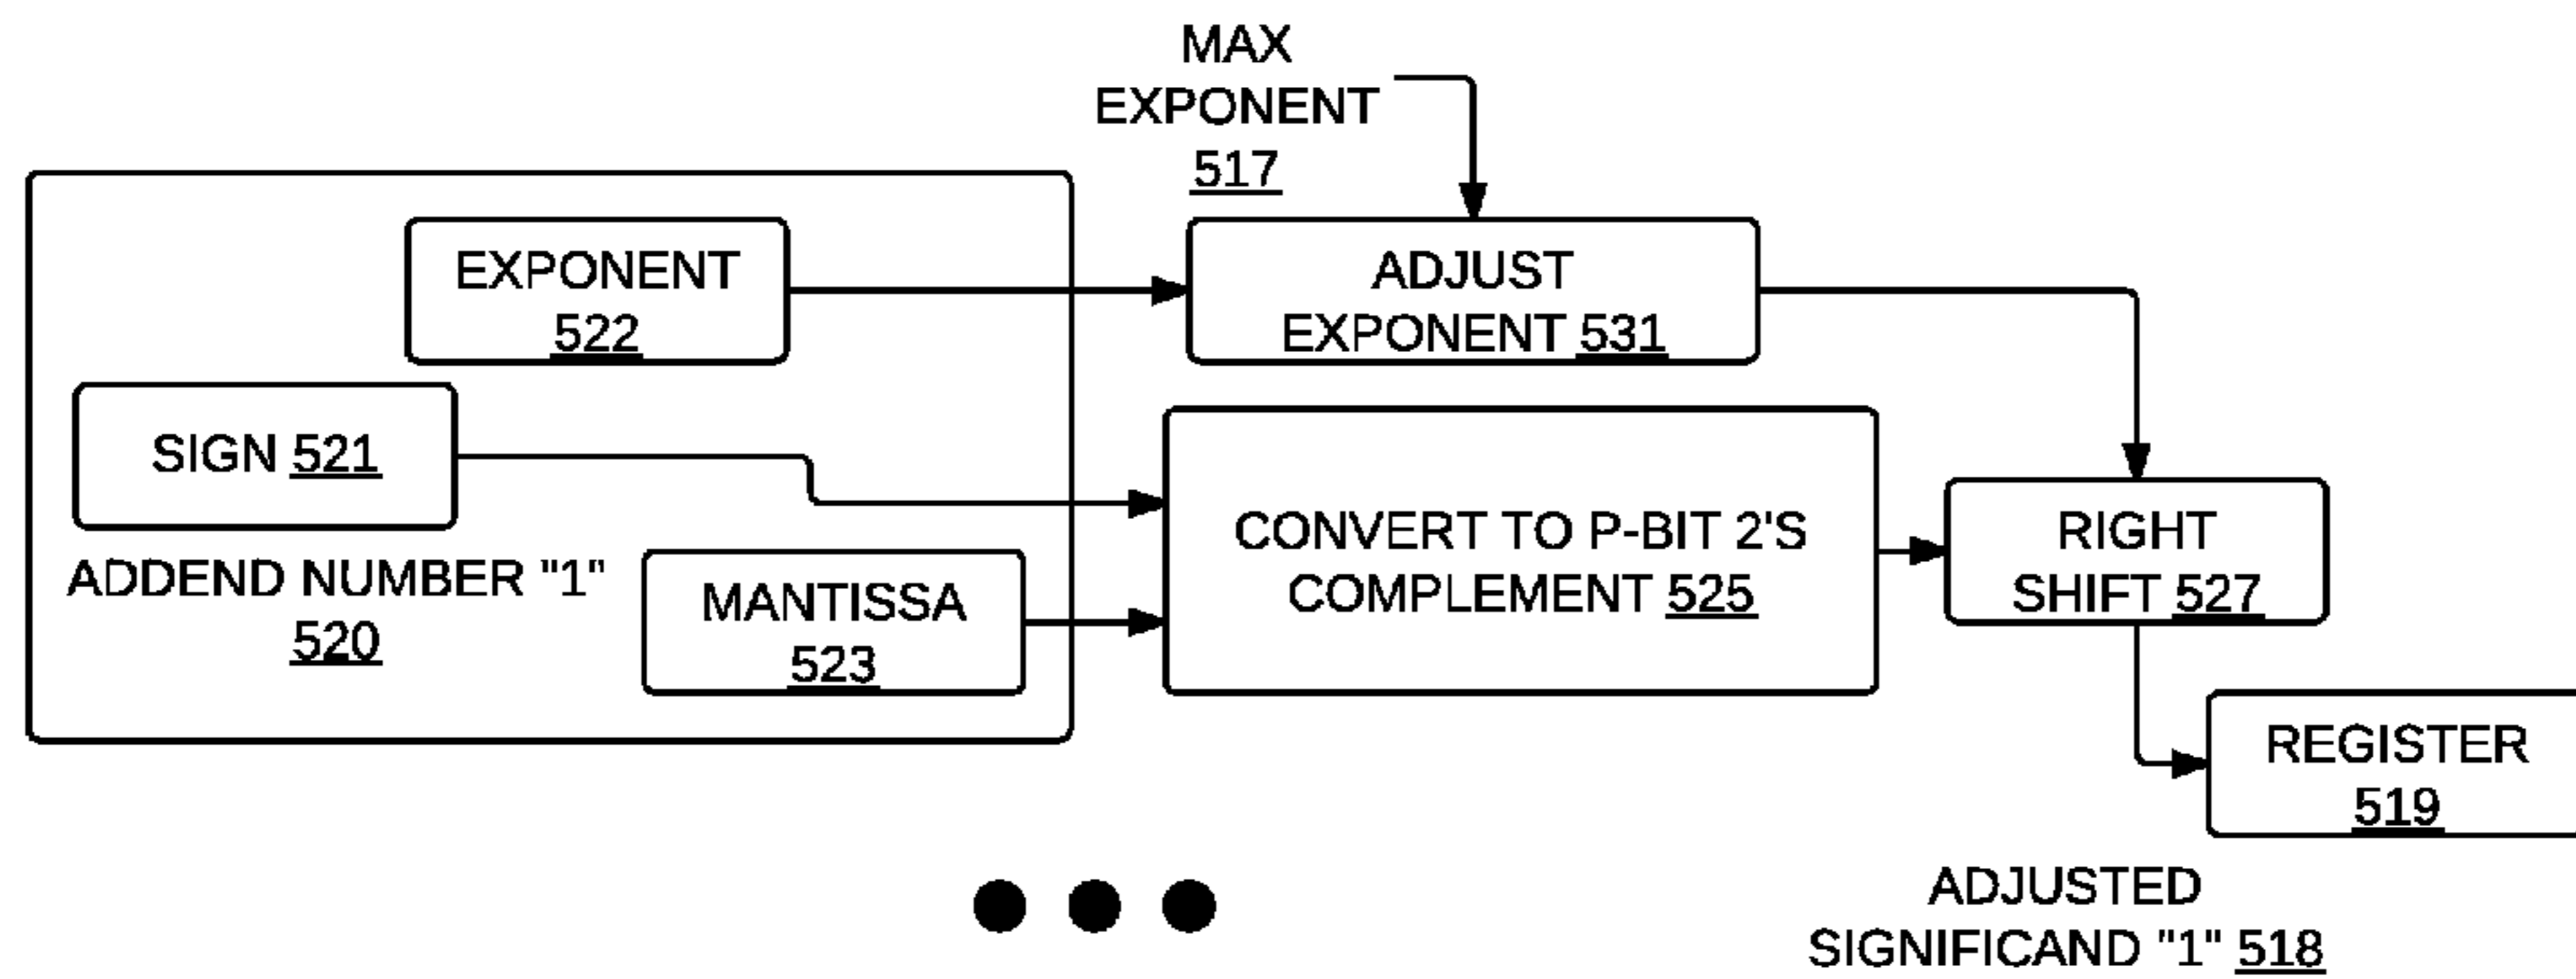 MAX
EXPONENT
517
EXPONENT
522
ADJUST
EXPONENT 531
SIGN 521
ADDEND NUMBER "1"
520
MANTISSA
523
CONVERT TO P-BIT 2'S
COMPLEMENT 525
RIGHT
SHIFT 527
REGISTER
519
ADJUSTED
SIGNIFICAND "1" 518